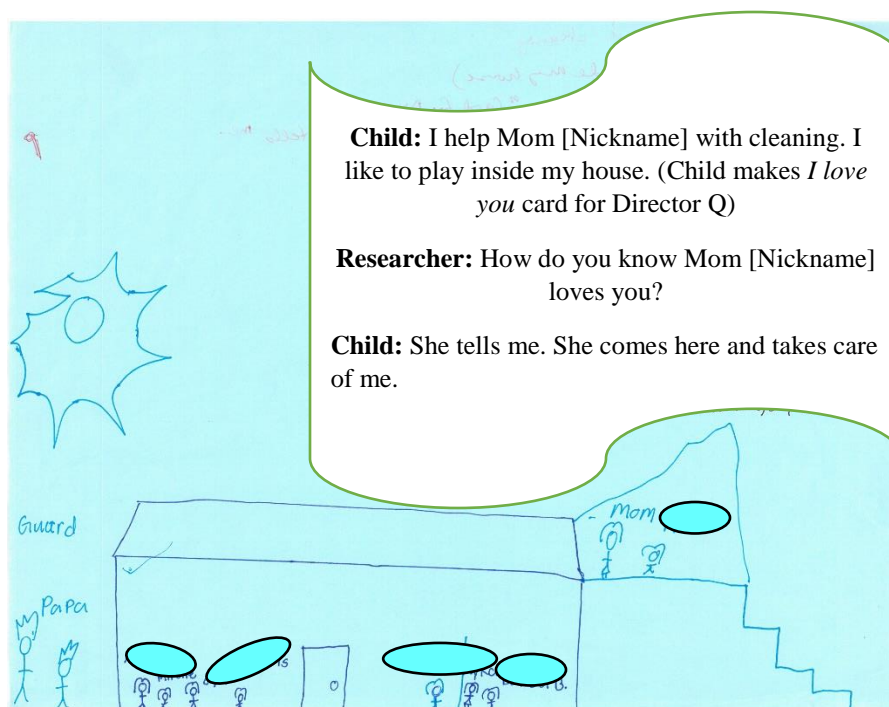 Child: I help Mom [Nickname] with cleaning. I
like to play inside my house. (Child makes I love
you card for Director Q)
Researcher: How do you know Mom [Nickname]
loves you?
Child: She tells me. She comes here and takes care
of me.
Mom
Guard
Papa